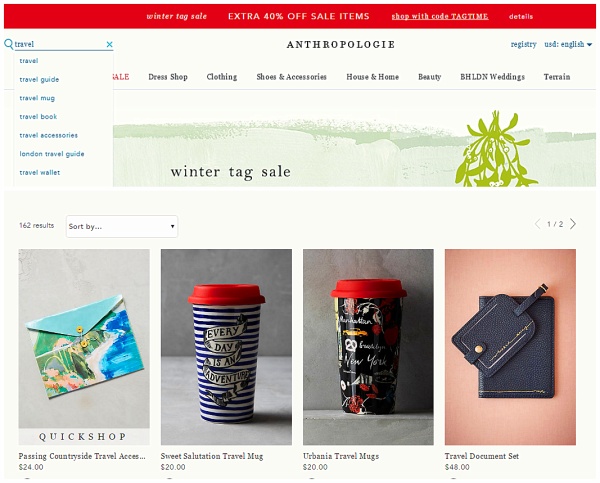 winter tag sale EXTRA 40% OFF SALE ITEMS shop with code TAGTIME details
travel
ANTHROPOLOGIE
registry usd: english
travel
travel guide
travel mug
travel book
travel accessories
london travel guide
travel wallet
SALE Dress Shop Clothing Shoes & Accessories House & Home Beauty BHLDN Weddings Terrain
winter tag sale
162 results
Sort by...
1 / 2
EVERY
DAY
IS AN
ADVENTURE
Manhattan
Brooklyn
New York
QUICKSHOP
Passing Countryside Travel Acces...
$24.00
Sweet Salutation Travel Mug
$20.00
Urbania Travel Mugs
$20.00
Travel Document Set
$48.00